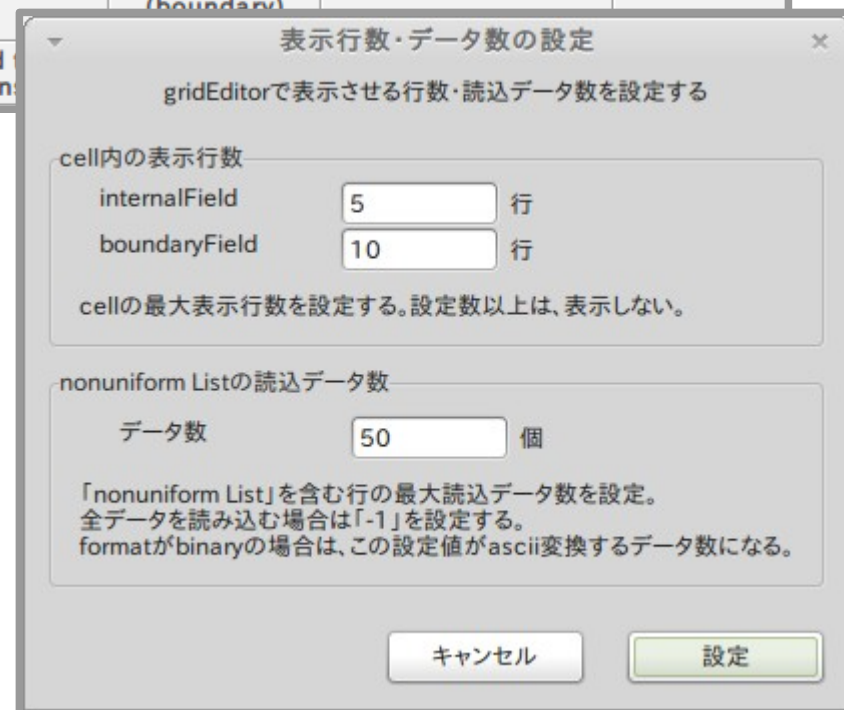 (boundary)
表示行数・データ数の設定
gridEditorで表示させる行数・読込データ数を設定する
cell内の表示行数
internalField 5 行
boundaryField 10 行
cellの最大表示行数を設定する。設定数以上は、表示しない。
nonuniform Listの読込データ数
データ数 50 個
「nonuniform List」を含む行の最大読込データ数を設定。
全データを読み込む場合は「-1」を設定する。
formatがbinaryの場合は、この設定値がascii変換するデータ数になる。
キャンセル 設定